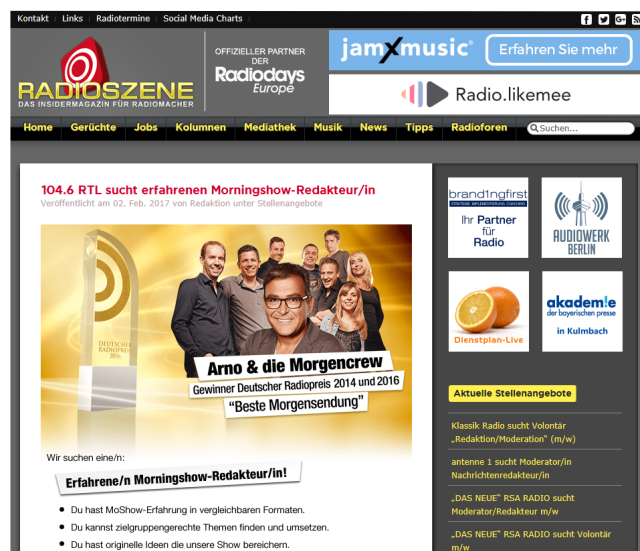 Kontakt | Links | Radiotermine | Social Media Charts
RADIOSZENE
DAS INSIDERMAGAZIN FÜR RADIOMACHER
OFFIZIELLER PARTNER
DER
Radiodays
Europe
jamxmusic
Erfahren Sie mehr
Radio.likemee
Home Gerüchte Jobs Kolumnen Mediathek Musik News Tipps Radioforen Suchen...
104.6 RTL sucht erfahrenen Morningshow-Redakteur/in
Veröffentlicht am 02. Feb. 2017 von Redaktion unter Stellenangebote
DEUTSCHER
RADIOPREIS
2016
Arno & die Morgencrew
Gewinner Deutscher Radiopreis 2014 und 2016
"Beste Morgensendung"
Wir suchen eine/n:
Erfahrene/n Morningshow-Redakteur/in!
• Du hast MoShow-Erfahrung in vergleichbaren Formaten.
• Du kannst zielgruppengerechte Themen finden und umsetzen.
• Du hast originelle Ideen die unsere Show bereichern.
brand1ngfirst
STRATEGIE IMPLEMENTIERUNG COACHING
Ihr Partner
für
Radio
AUDIOWERK
BERLIN
Dienstplan-Live
akadem!e
der bayerischen presse
in Kulmbach
Aktuelle Stellenangebote
Klassik Radio sucht Volontär
„Redaktion/Moderation" (m/w)
antenne 1 sucht Moderator/in
Nachrichtenredakteur/in
„DAS NEUE" RSA RADIO sucht
Moderator/Redakteur m/w
„DAS NEUE" RSA RADIO sucht Volontär
m/w